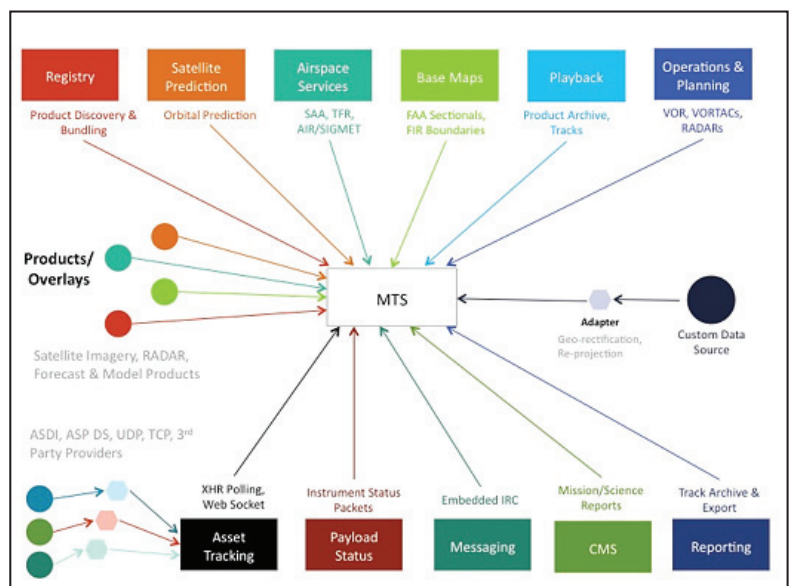 Registry
Satellite
Prediction
Airspace
Services
Base Maps
Playback
Operations &
Planning
Product Discovery &
Bundling
Orbital Prediction
SAA, TFR,
AIR/SIGMET
FAA Sectionals,
FIR Boundaries
Product Archive,
Tracks
VOR, VORTACs,
RADARs
Products/
Overlays
MTS
Adapter
Geo-rectification,
Re-projection
Custom Data
Source
Satellite Imagery, RADAR,
Forecast & Model Products
ASDI, ASP DS, UDP, TCP, 3rd
Party Providers
XHR Polling,
Web Socket
Instrument Status
Packets
Embedded IRC
Mission/Science
Reports
Track Archive &
Export
Asset
Tracking
Payload
Status
Messaging
CMS
Reporting